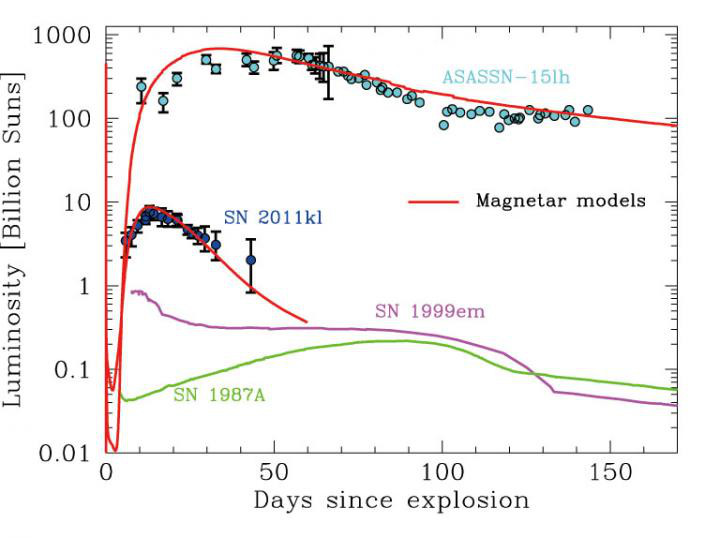 1000
ASASSN-15lh
100
Magnetar models
10
SN 2011kl
1
SN 1999em
0.1
SN 1987A
0.01
0 50 100 150
Days since explosion
Luminosity [Billion Suns]